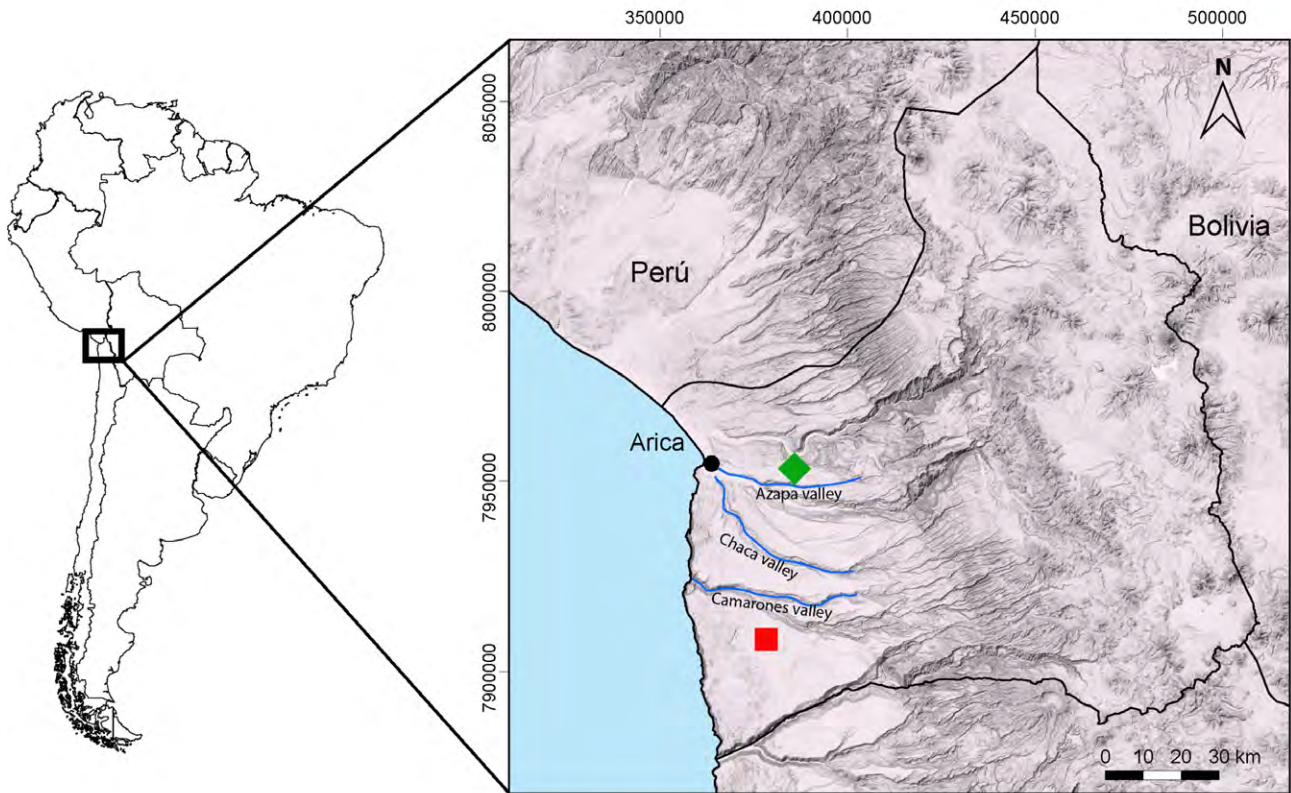 350000 400000 450000 500000
8050000
8000000
7950000
7900000
N
Bolivia
Perú
Arica
Azapa valley
Chaca valley
Camarones valley
0 10 20 30 km